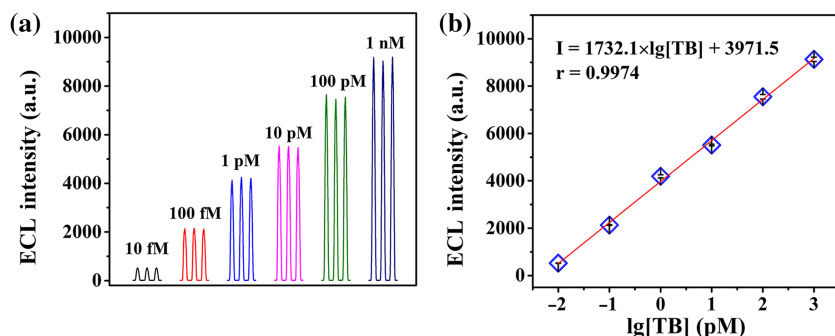 (a)
ECL intensity (a.u.)
10000
8000
6000
4000
2000
0
10 fM
100 fM
1 pM
10 pM
100 pM
1 nM
(b)
ECL intensity (a.u.)
10000
8000
6000
4000
2000
0
I = 1732.1×lg[TB] + 3971.5
r = 0.9974
−2 −1 0 1 2 3
lg[TB] (pM)